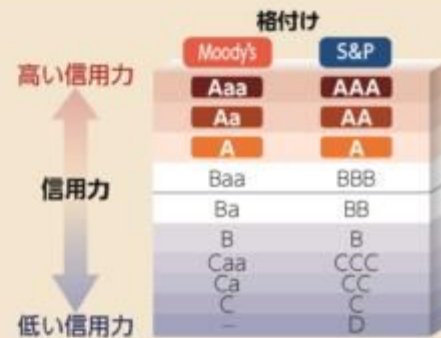 格付け
Moody's S&P
高い信用力
Aaa AAA
Aa AA
A A
Baa BBB
信用力
Ba BB
B B
Caa CCC
Ca CC
C C
– D
低い信用力